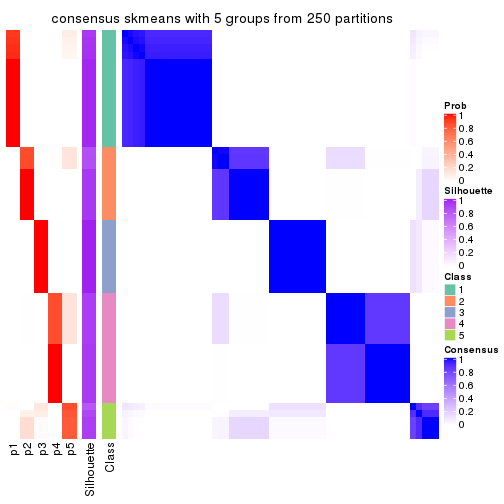 consensus skmeans with 5 groups from 250 partitions
Prob
1
0.8
0.6
0.4
0.2
0
Silhouette
1
0.8
0.6
0.4
0.2
0
Class
1
2
3
4
5
Consensus
1
0.8
0.6
0.4
0.2
0
p1
p2
p3
p4
p5
Silhouette
Class